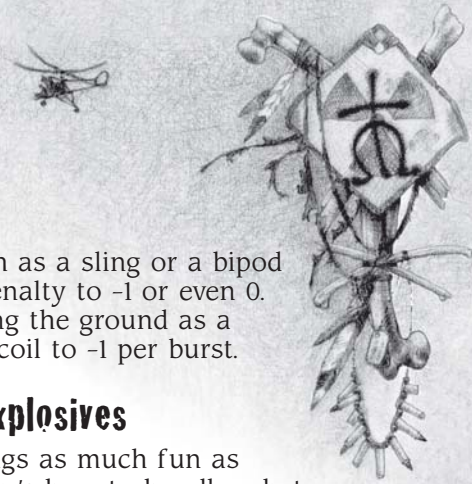 n as a sling or a bipod
enalty to –1 or even 0.
ng the ground as a
coil to –1 per burst.
xplosives
gs as much fun as